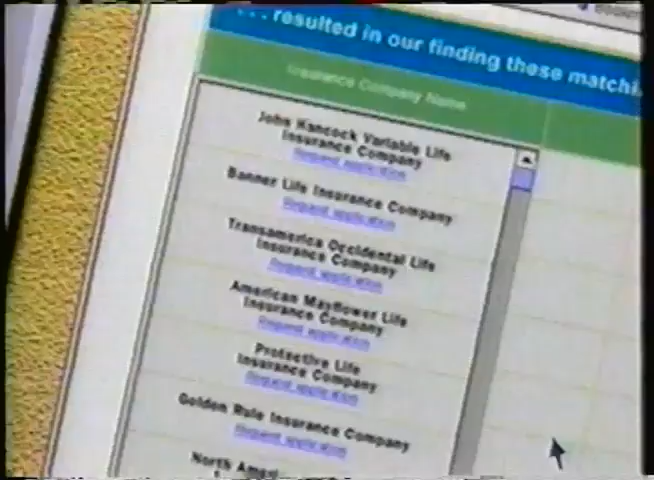 ... resulted in our finding these matchi
Insurance Company Name
John Hancock Variable Life
Insurance Company
Request application
Banner Life Insurance Company
Request application
Transamerica Occidental Life
Insurance Company
Request application
American Mayflower Life
Insurance Company
Request application
Protective Life
Insurance Company
Request application
Golden Rule Insurance Company
Request application
North Ameri